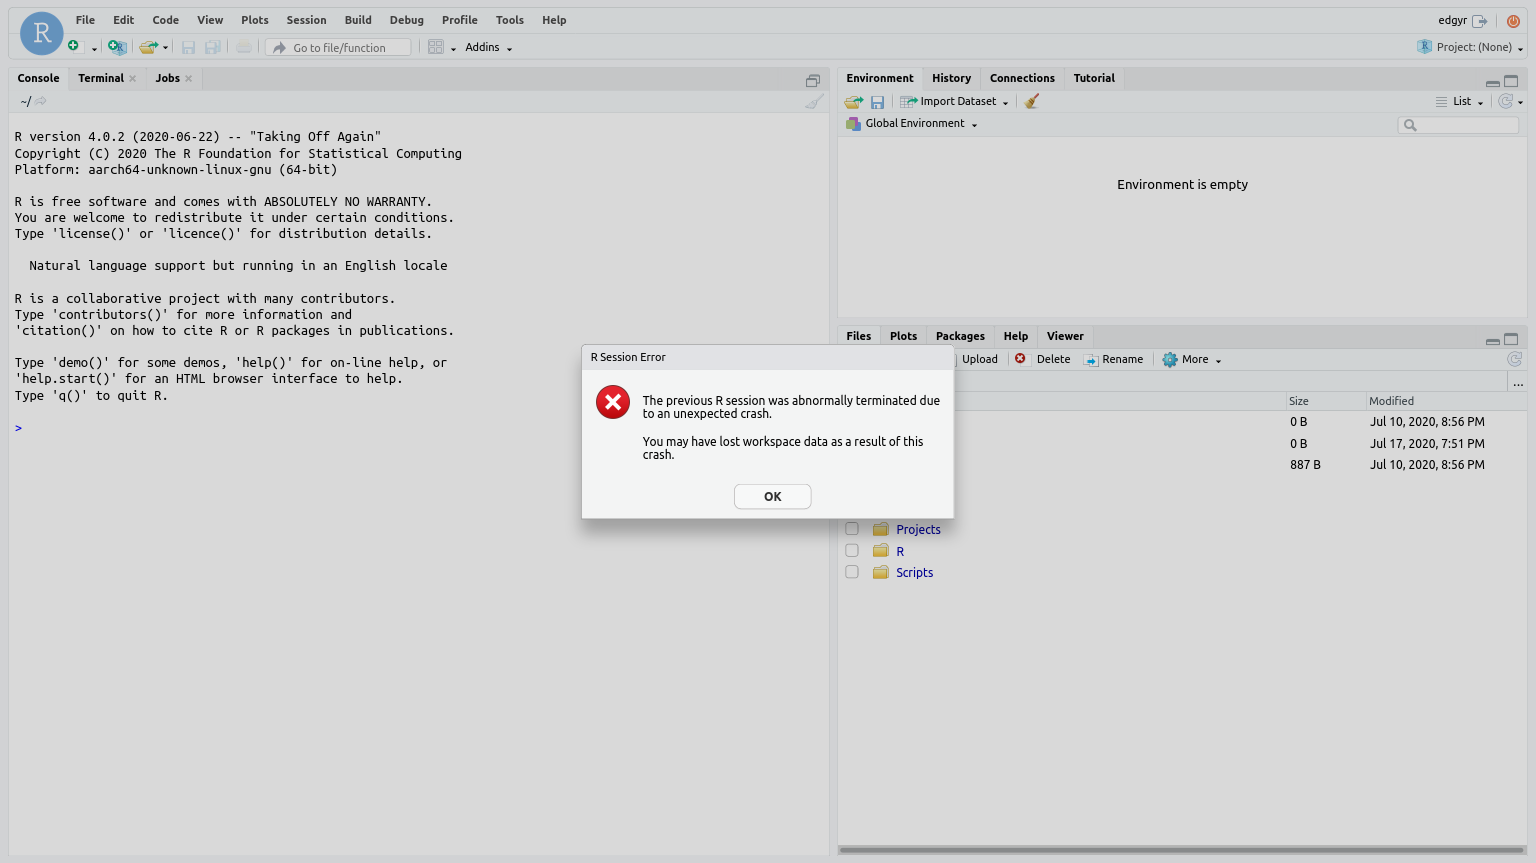 R
File Edit Code View Plots Session Build Debug Profile Tools Help
edgyr
Go to file/function
Addins
Project: (None)
Console Terminal Jobs
~/
R version 4.0.2 (2020-06-22) -- "Taking Off Again"
Copyright (C) 2020 The R Foundation for Statistical Computing
Platform: aarch64-unknown-linux-gnu (64-bit)
R is free software and comes with ABSOLUTELY NO WARRANTY.
You are welcome to redistribute it under certain conditions.
Type 'license()' or 'licence()' for distribution details.
Natural language support but running in an English locale
R is a collaborative project with many contributors.
Type 'contributors()' for more information and
'citation()' on how to cite R or R packages in publications.
Type 'demo()' for some demos, 'help()' for on-line help, or
'help.start()' for an HTML browser interface to help.
Type 'q()' to quit R.
>
Environment History Connections Tutorial
Import Dataset
List
Global Environment
Environment is empty
Files Plots Packages Help Viewer
Upload Delete Rename More
...
Size Modified
0 B Jul 10, 2020, 8:56 PM
0 B Jul 17, 2020, 7:51 PM
887 B Jul 10, 2020, 8:56 PM
Projects
R
Scripts
R Session Error
The previous R session was abnormally terminated due
to an unexpected crash.
You may have lost workspace data as a result of this
crash.
OK